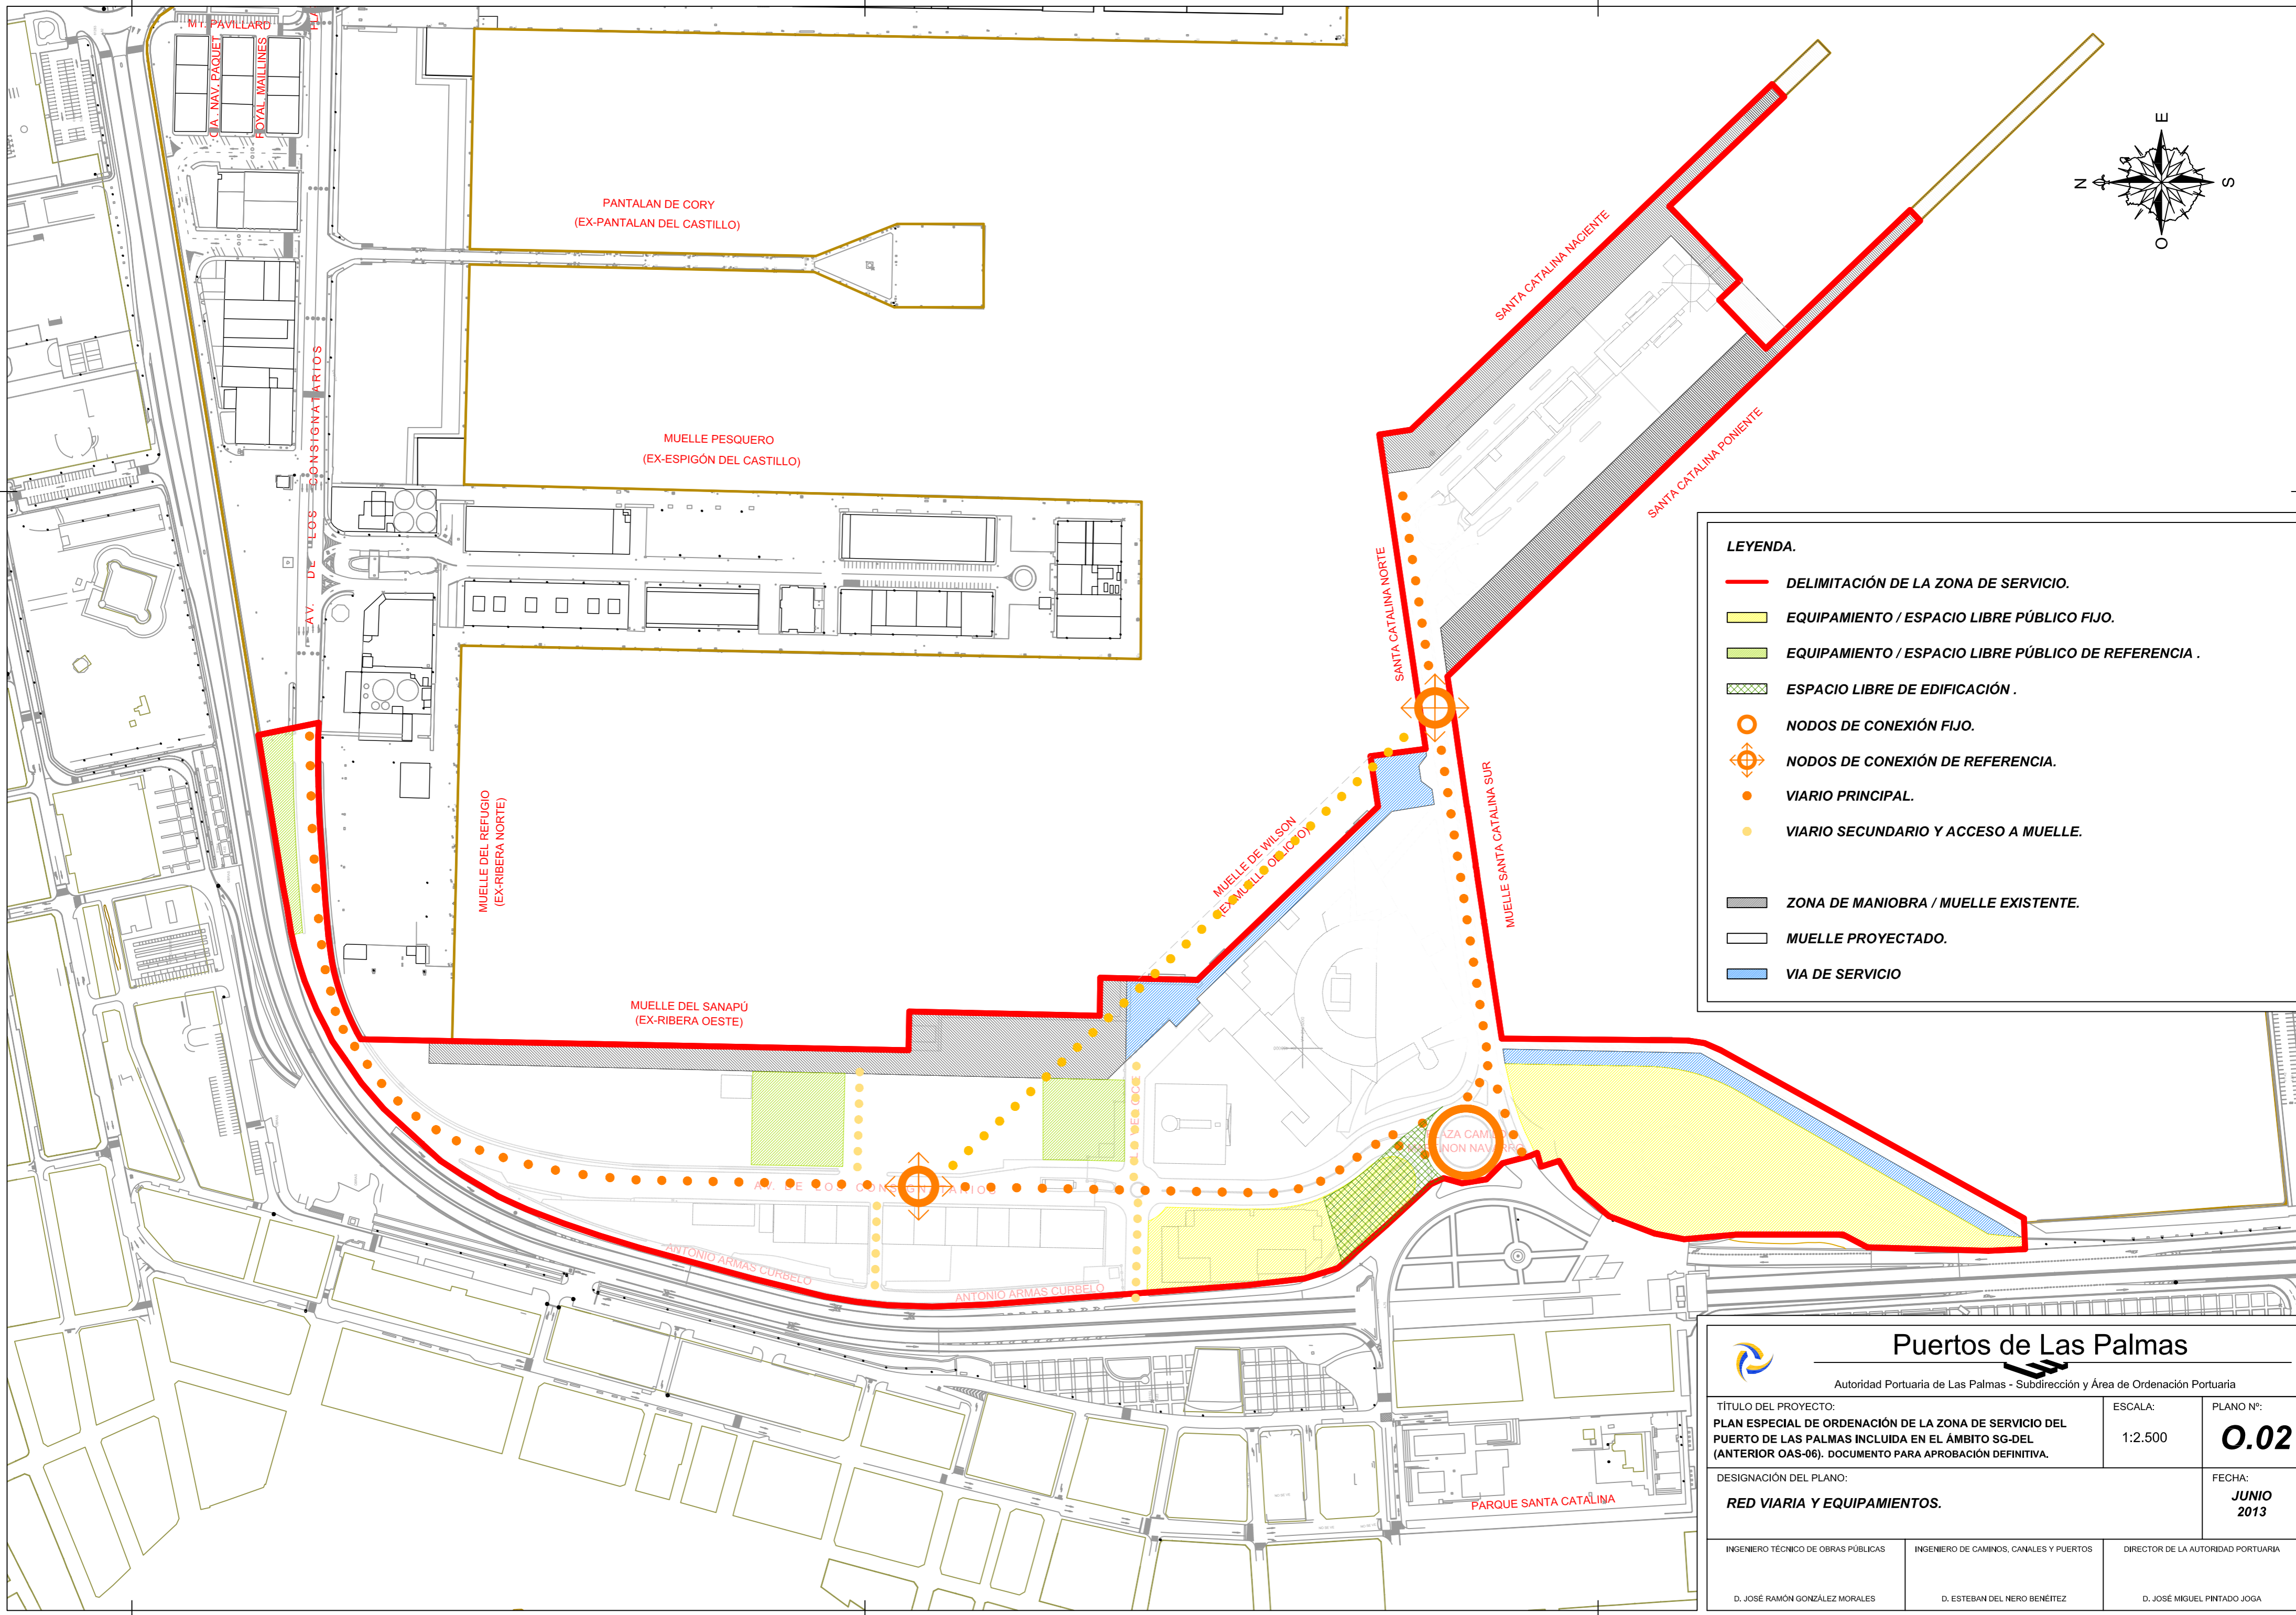 MY. PAVILLARD
CIA. NAV. PAQUET
ROYAL. MAILLINES
AV. DE LOS CONSIGNATARIOS
PANTALAN DE CORY
(EX-PANTALAN DEL CASTILLO)
MUELLE PESQUERO
(EX-ESPIGÓN DEL CASTILLO)
SANTA CATALINA NACIENTE
SANTA CATALINA PONIENTE
SANTA CATALINA NORTE
E
N
S
O
MUELLE DEL REFUGIO
(EX-RIBERA NORTE)
MUELLE DE WILSON
MUELLE SANTA CATALINA SUR
MUELLE DEL SANAPÚ
(EX-RIBERA OESTE)
AV. DE LOS CONSIGNATARIOS
ANTONIO ARMAS CURBELO
ANTONIO ARMAS CURBELO
PARQUE SANTA CATALINA
LEYENDA.
DELIMITACIÓN DE LA ZONA DE SERVICIO.
EQUIPAMIENTO / ESPACIO LIBRE PÚBLICO FIJO.
EQUIPAMIENTO / ESPACIO LIBRE PÚBLICO DE REFERENCIA .
ESPACIO LIBRE DE EDIFICACIÓN .
NODOS DE CONEXIÓN FIJO.
NODOS DE CONEXIÓN DE REFERENCIA.
VIARIO PRINCIPAL.
VIARIO SECUNDARIO Y ACCESO A MUELLE.
ZONA DE MANIOBRA / MUELLE EXISTENTE.
MUELLE PROYECTADO.
VIA DE SERVICIO
Puertos de Las Palmas
Autoridad Portuaria de Las Palmas - Subdirección y Área de Ordenación Portuaria
TÍTULO DEL PROYECTO:
PLAN ESPECIAL DE ORDENACIÓN DE LA ZONA DE SERVICIO DEL
PUERTO DE LAS PALMAS INCLUIDA EN EL ÁMBITO SG-DEL
(ANTERIOR OAS-06). DOCUMENTO PARA APROBACIÓN DEFINITIVA.
ESCALA:
1:2.500
PLANO Nº:
O.02
DESIGNACIÓN DEL PLANO:
RED VIARIA Y EQUIPAMIENTOS.
FECHA:
JUNIO
2013
INGENIERO TÉCNICO DE OBRAS PÚBLICAS
D. JOSÉ RAMÓN GONZÁLEZ MORALES
INGENIERO DE CAMINOS, CANALES Y PUERTOS
D. ESTEBAN DEL NERO BENÉITEZ
DIRECTOR DE LA AUTORIDAD PORTUARIA
D. JOSÉ MIGUEL PINTADO JOGA